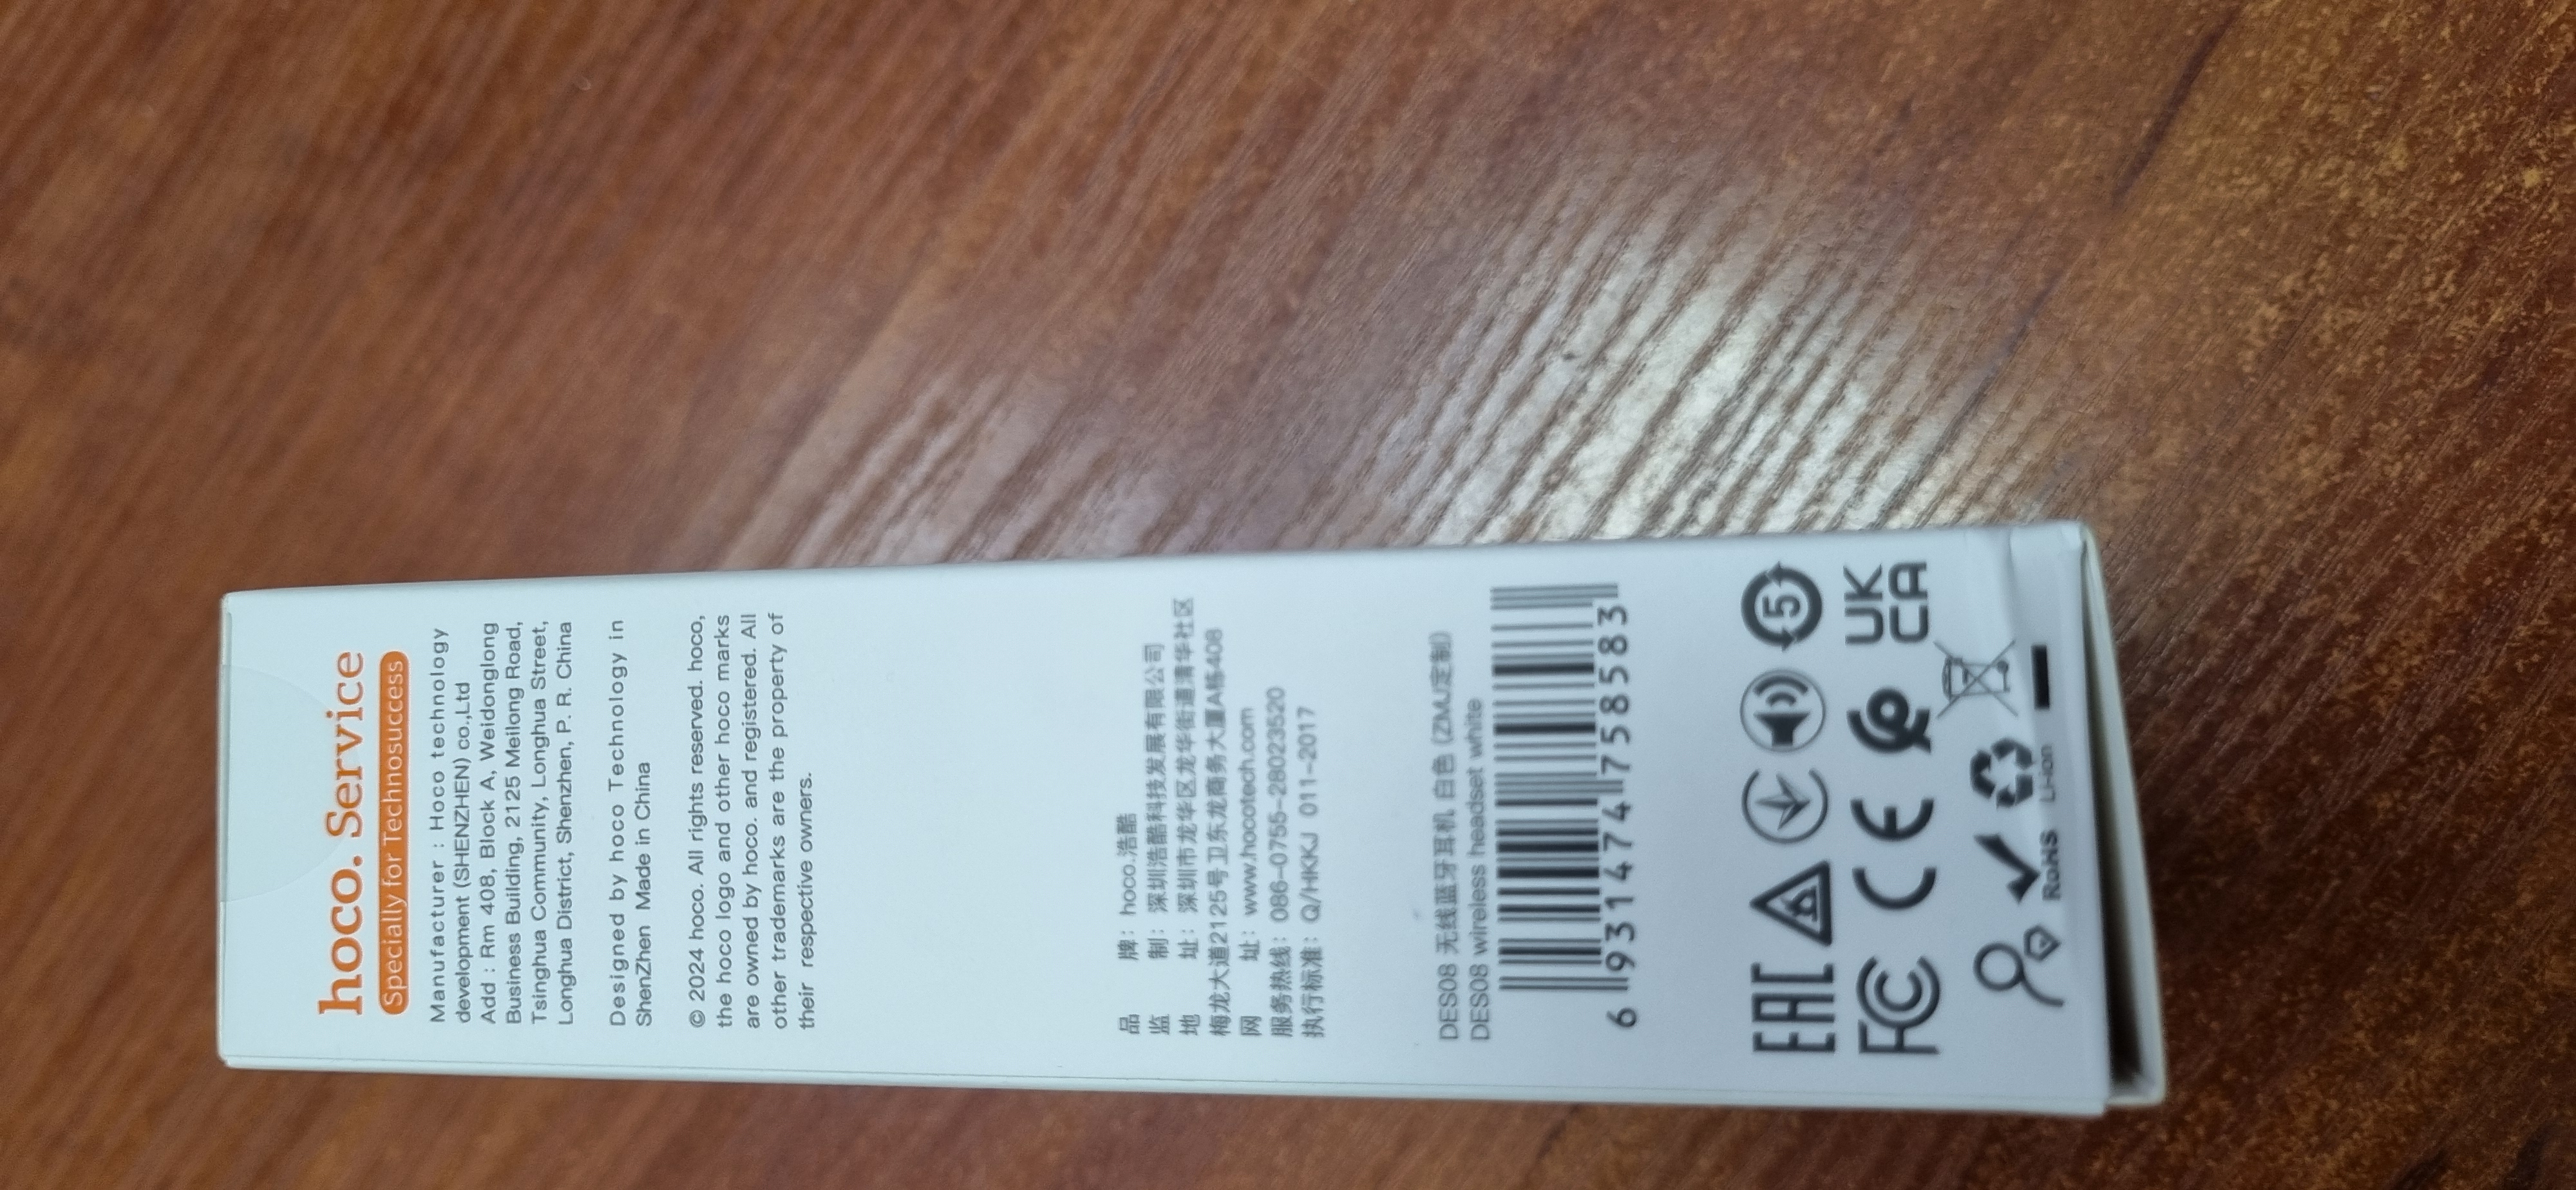 hoco. Service
Specially for Technosuccess
Manufacturer : Hoco technology
development (SHENZHEN) co.,Ltd
Add : Rm 408, Block A, Weidonglong
Business Building, 2125 Meilong Road,
Tsinghua Community, Longhua Street,
Longhua District, Shenzhen, P. R. China
Designed by hoco Technology in
ShenZhen Made in China
© 2024 hoco. All rights reserved. hoco,
the hoco logo and other hoco marks
are owned by hoco. and registered. All
other trademarks are the property of
their respective owners.
品 牌： hoco.浩酷
监 制： 深圳浩酷科技发展有限公司
地 址： 深圳市龙华区龙华街道清华社区
梅龙大道2125号卫东龙商务大厦A栋408
网 址： www.hocotech.com
服务热线： 086-0755-280233520
执行标准： Q/HKKJ 011-2017
DES08 无线蓝牙耳机 白色 (ZMJ定制)
DES08 wireless headset white
6 931474 758583
EAC 5
FC CE UK CA
RoHS Li-ion